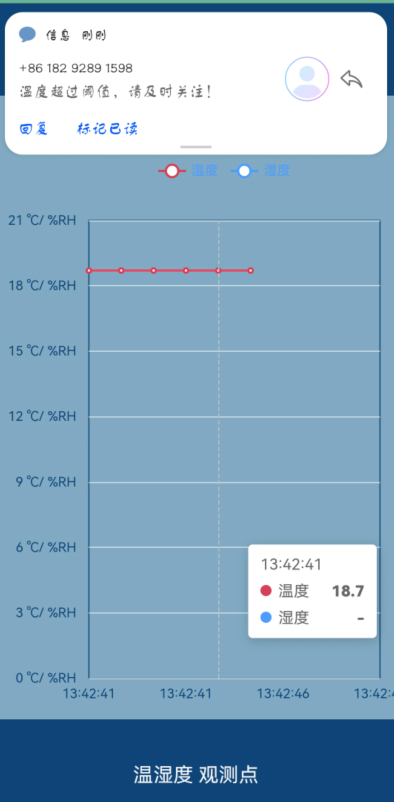 信息 刚刚
+86 182 9289 1598
温度超过阈值，请及时关注！
回复 标记已读
温度 湿度
21 ℃/ %RH
18 ℃/ %RH
15 ℃/ %RH
12 ℃/ %RH
9 ℃/ %RH
6 ℃/ %RH
3 ℃/ %RH
0 ℃/ %RH
13:42:41
温度 18.7
湿度 -
13:42:41 13:42:41 13:42:46 13:42:4
温湿度 观测点